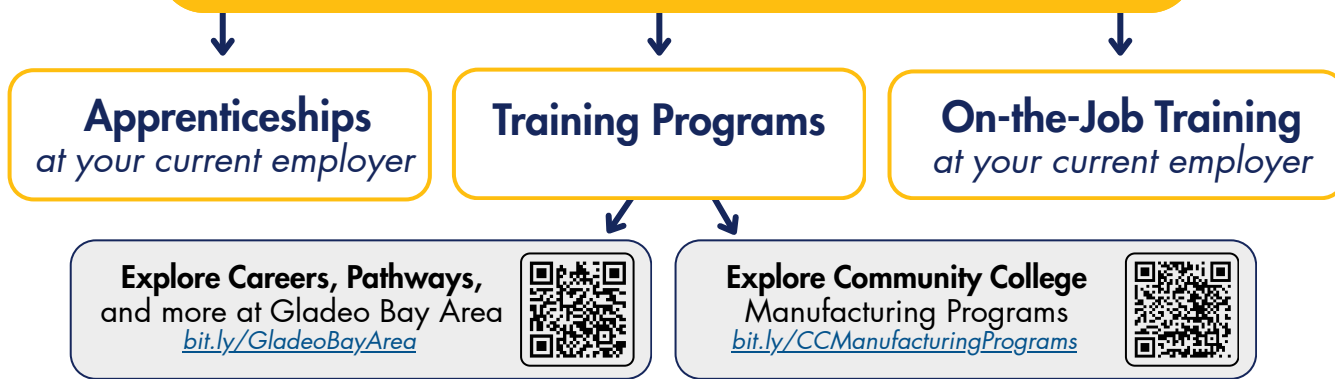 Apprenticeships
at your current employer
Training Programs
On-the-Job Training
at your current employer
Explore Careers, Pathways,
and more at Gladeo Bay Area
bit.ly/GladeoBayArea
Explore Community College
Manufacturing Programs
bit.ly/CCManufacturingPrograms